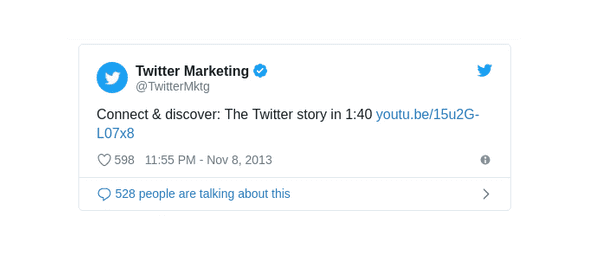 Twitter Marketing
@TwitterMktg
Connect & discover: The Twitter story in 1:40 youtu.be/15u2G-
L07x8
598 11:55 PM - Nov 8, 2013
528 people are talking about this